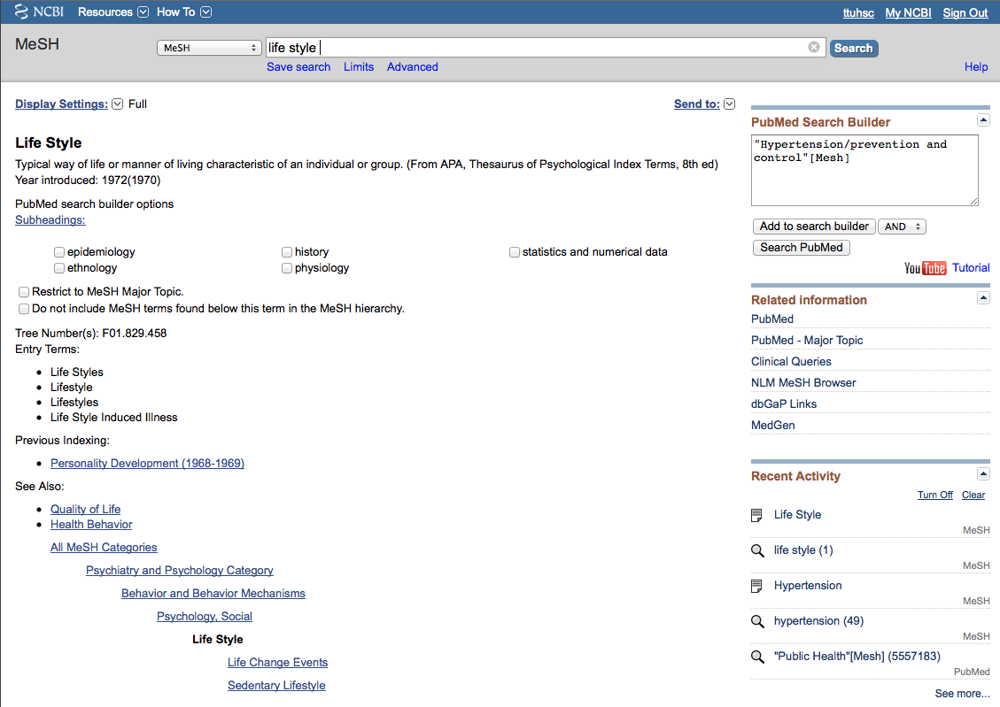 NCBI Resources How To ttuhsc My NCBI Sign Out
MeSH MeSH life style Search
Save search Limits Advanced Help
Display Settings: Full Send to:
Life Style
Typical way of life or manner of living characteristic of an individual or group. (From APA, Thesaurus of Psychological Index Terms, 8th ed)
Year introduced: 1972(1970)
PubMed search builder options
Subheadings:
epidemiology history statistics and numerical data
ethnology physiology
Restrict to MeSH Major Topic.
Do not include MeSH terms found below this term in the MeSH hierarchy.
Tree Number(s): F01.829.458
Entry Terms:
Life Styles
Lifestyle
Lifestyles
Life Style Induced Illness
Previous Indexing:
Personality Development (1968-1969)
See Also:
Quality of Life
Health Behavior
All MeSH Categories
Psychiatry and Psychology Category
Behavior and Behavior Mechanisms
Psychology, Social
Life Style
Life Change Events
Sedentary Lifestyle
PubMed Search Builder
"Hypertension/prevention and
control"[Mesh]
Add to search builder AND
Search PubMed
YouTube Tutorial
Related information
PubMed
PubMed - Major Topic
Clinical Queries
NLM MeSH Browser
dbGaP Links
MedGen
Recent Activity
Turn Off Clear
Life Style
MeSH
life style (1)
MeSH
Hypertension
MeSH
hypertension (49)
MeSH
"Public Health"[Mesh] (5557183)
PubMed
See more...